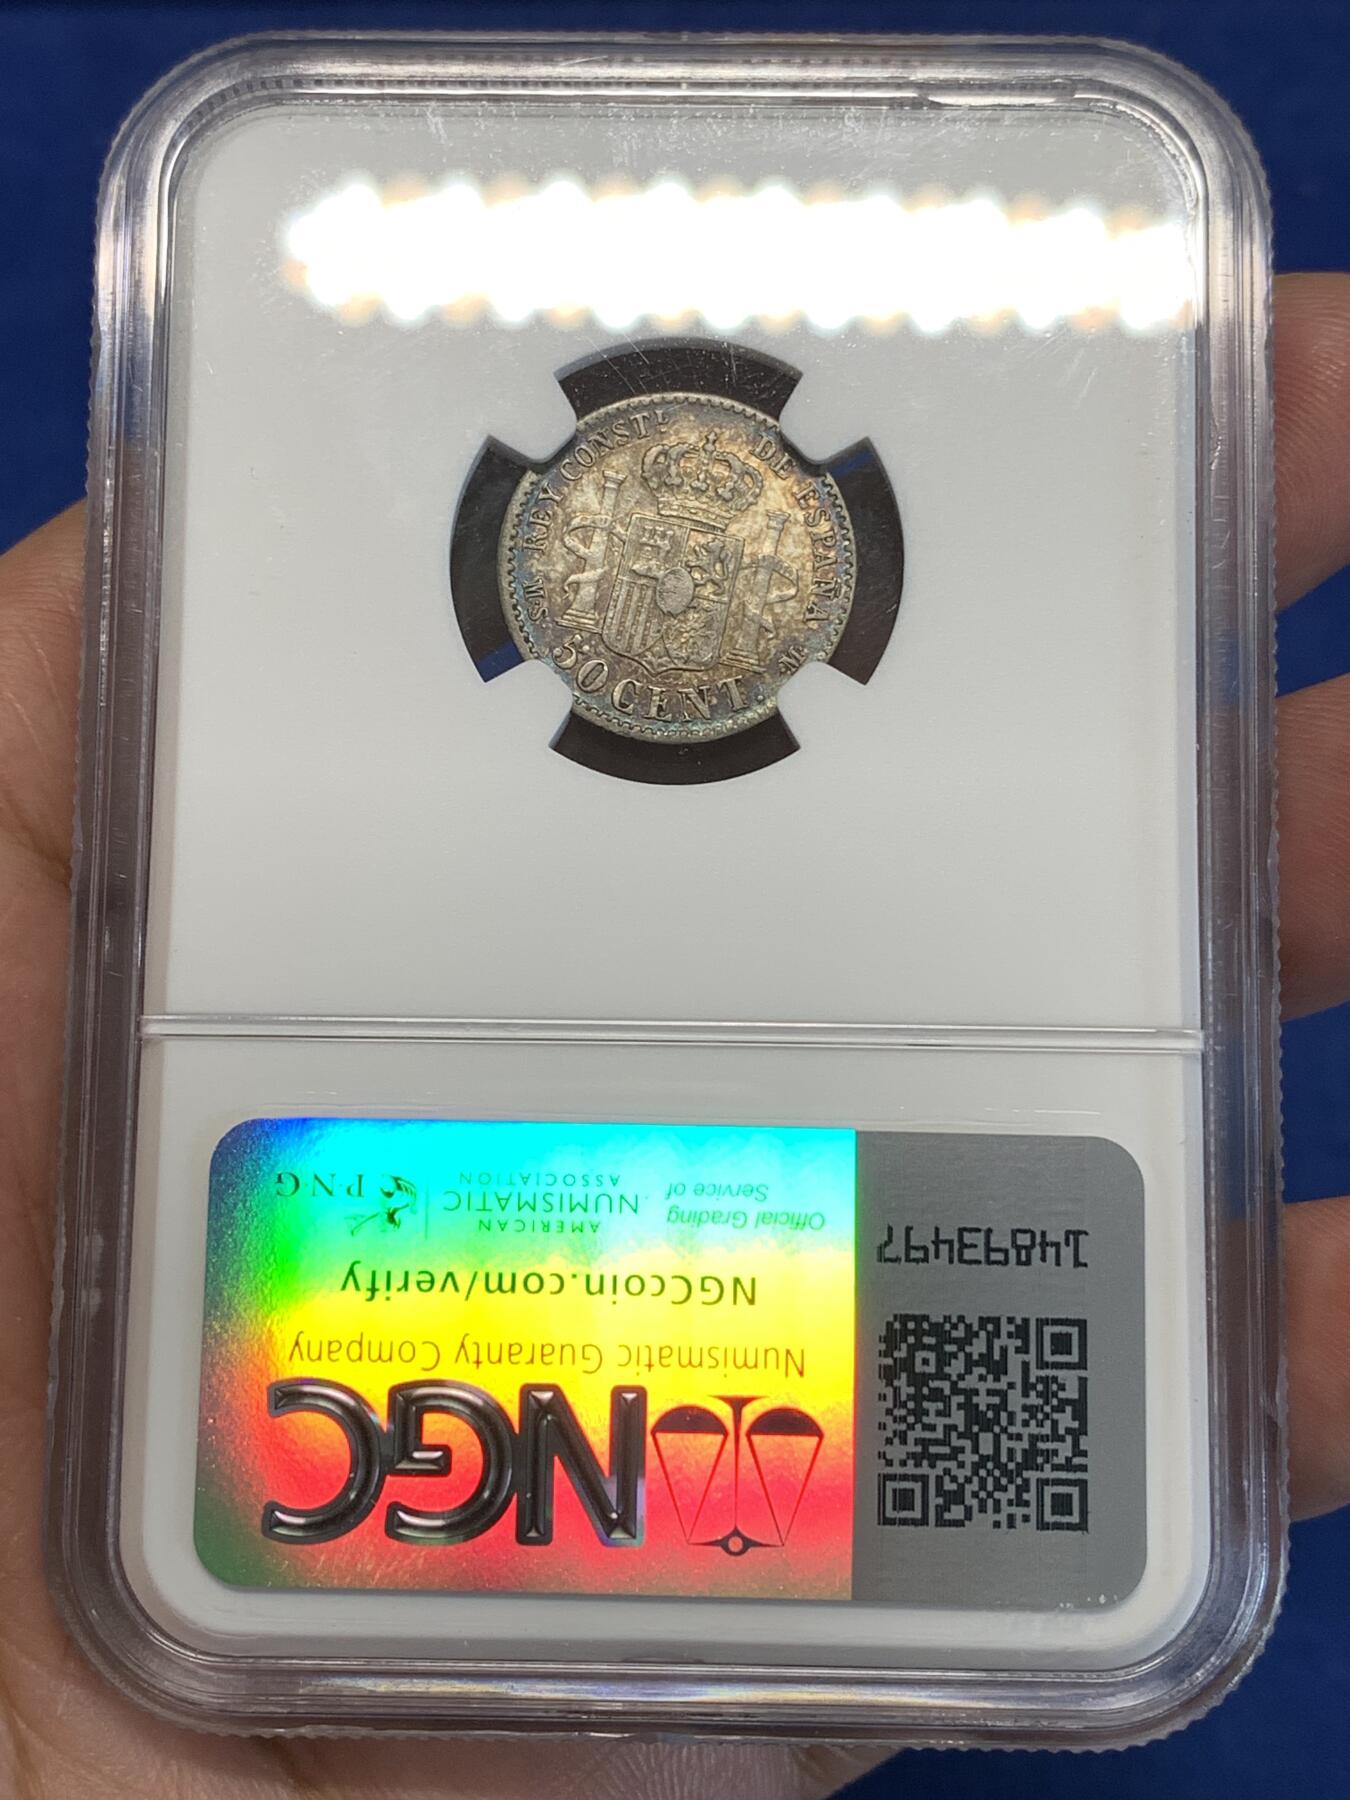 S·M REY CONSTL DE ESPAÑA ·M·
50 CENT·
NGC
Numismatic Guaranty Company
NGCcoin.com/verify
Official Grading
Service of
AMERICAN
NUMISMATIC
ASSOCIATION
P·N·G
14893497